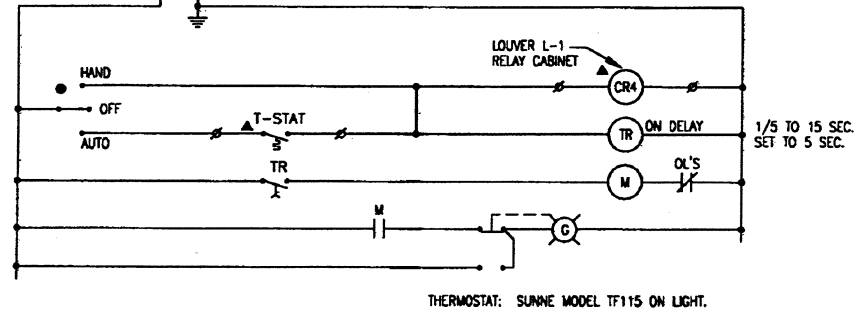 LOUVER L-1
RELAY CABINET
HAND
CR4
OFF
T-STAT
AUTO
TR
ON DELAY
1/5 TO 15 SEC.
SET TO 5 SEC.
TR
M
OL'S
M
G
THERMOSTAT: SUNNE MODEL TF115 ON LIGHT.